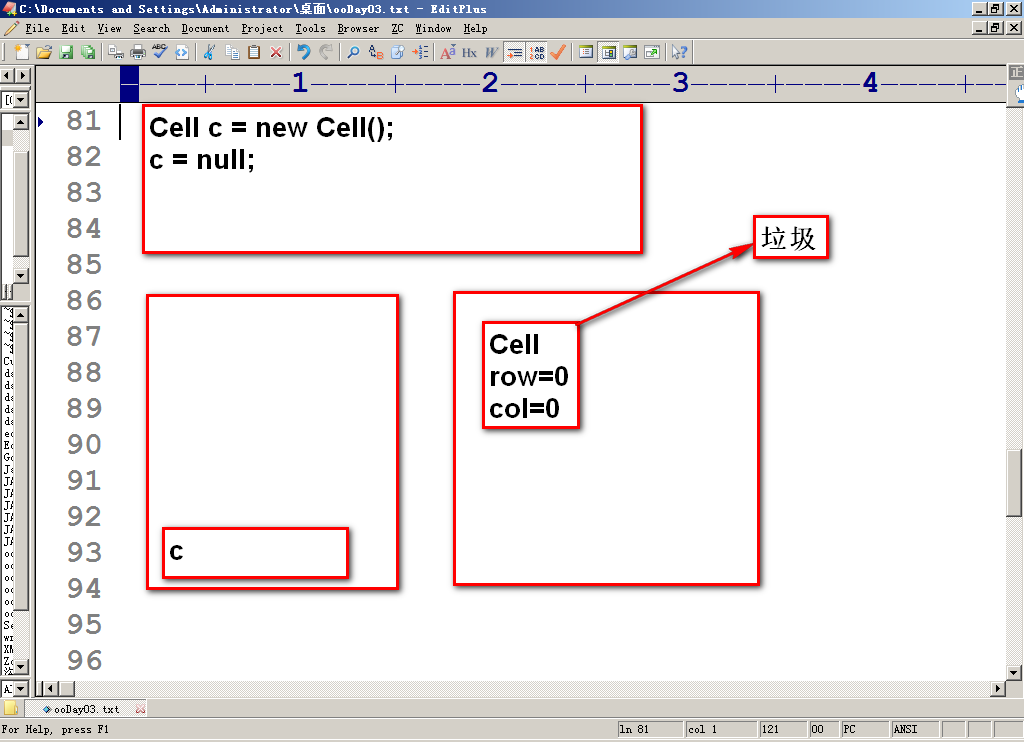 C:\Documents and Settings\Administrator\桌面\ooDay03.txt - EditPlus
File Edit View Search Document Project Tools Browser ZC Window Help
1 2 3 4
81
Cell c = new Cell();
82
c = null;
83
84
垃圾
85
86
87
Cell
88
row=0
89
col=0
90
91
92
93
c
94
95
96
ooDay03.txt
For Help, press F1
ln 81 col 1 121 00 PC ANSI